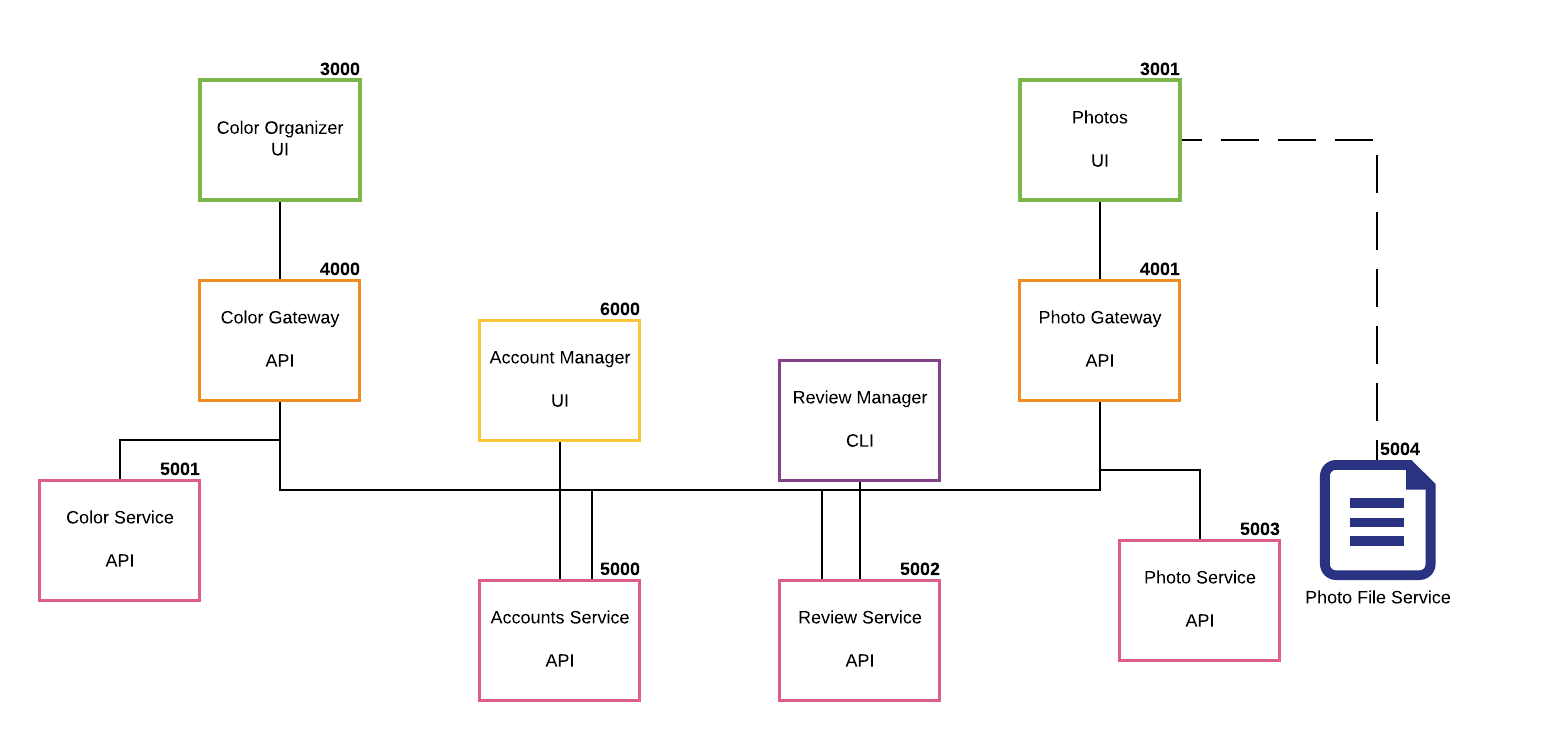 3000
Color Organizer
UI
3001
Photos
UI
4000
Color Gateway
API
6000
Account Manager
UI
Review Manager
CLI
4001
Photo Gateway
API
5001
Color Service
API
5000
Accounts Service
API
5002
Review Service
API
5003
Photo Service
API
5004
Photo File Service